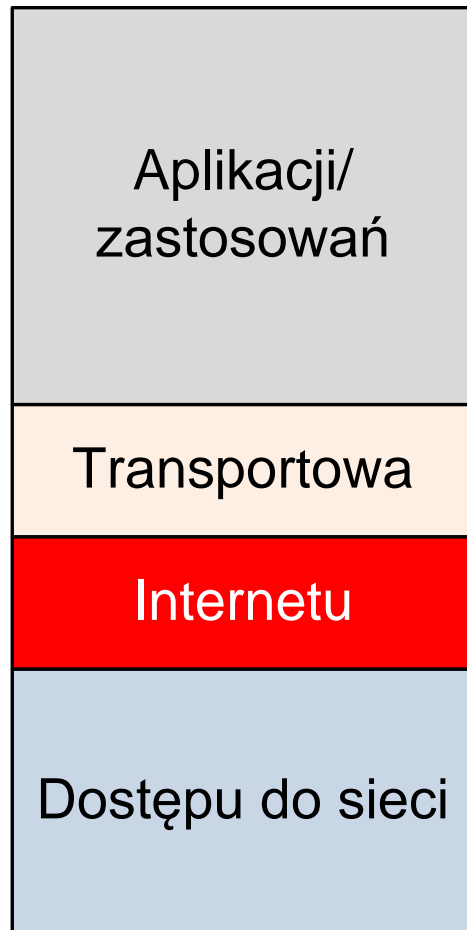 Aplikacji/
zastosowań
Transportowa
Internetu
Dostępu do sieci